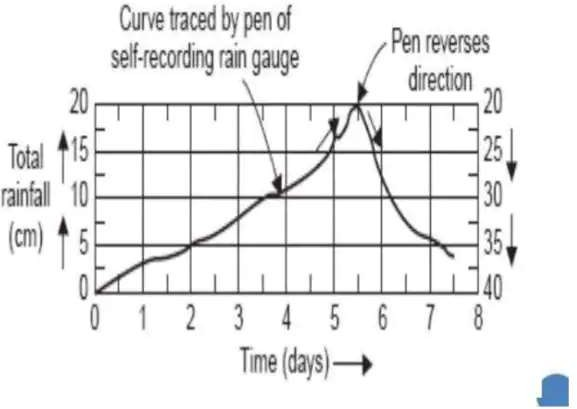 Curve traced by pen of
self-recording rain gauge
Pen reverses
direction
Total
rainfall
(cm)
20
15
10
5
0
20
25
30
35
40
0 1 2 3 4 5 6 7 8
Time (days)